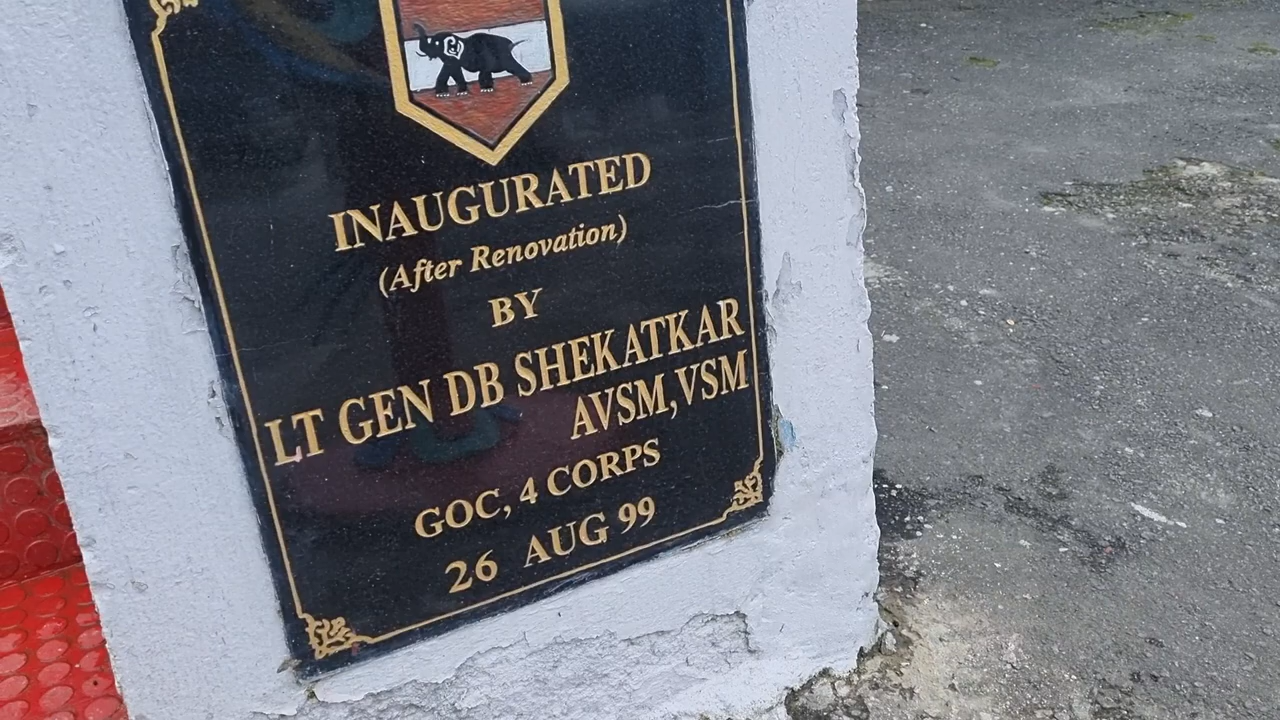 INAUGURATED
(After Renovation)
BY
LT GEN DB SHEKATKAR
AVSM,VSM
GOC, 4 CORPS
26 AUG 99